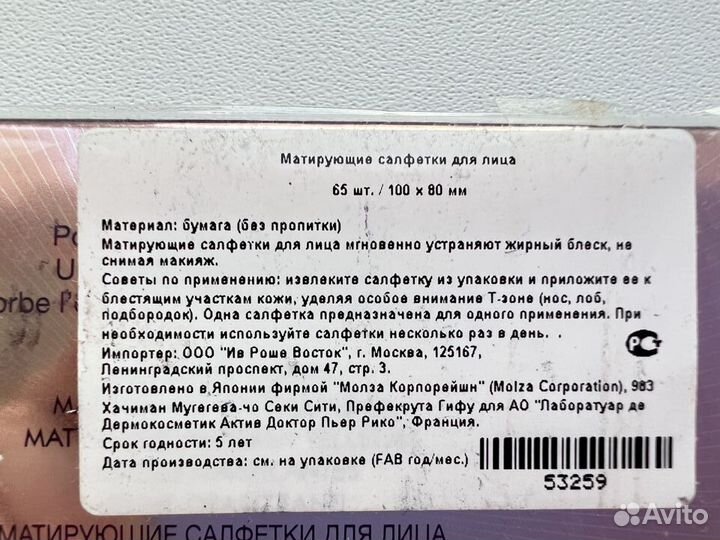 Матирующие салфетки для лица
65 шт. / 100 x 80 мм
Материал: бумага (без пропитки)
Матирующие салфетки для лица мгновенно устраняют жирный блеск, не
снимая макияж.
Советы по применению: извлеките салфетку из упаковки и приложите ее к
блестящим участкам кожи, уделяя особое внимание Т-зоне (нос, лоб,
подбородок). Одна салфетка предназначена для одного применения. При
необходимости используйте салфетки несколько раз в день.
Импортер: ООО "Ив Роше Восток", г. Москва, 125167,
Ленинградский проспект, дом 47, стр. 3.
РСт
Изготовлено в Японии фирмой "Молза Корпорейшн" (Molza Corporation), 983
Хачиман Мугегева-чо Секи Сити, Префекрута Гифу для АО "Лаборатуар де
Дермокосметик Актив Доктор Пьер Рико", Франция.
Срок годности: 5 лет
Дата производства: см. на упаковке (FAB год/мес.)
53259
МАТИРУЮЩИЕ САЛФЕТКИ ДЛЯ ЛИЦА
Avito